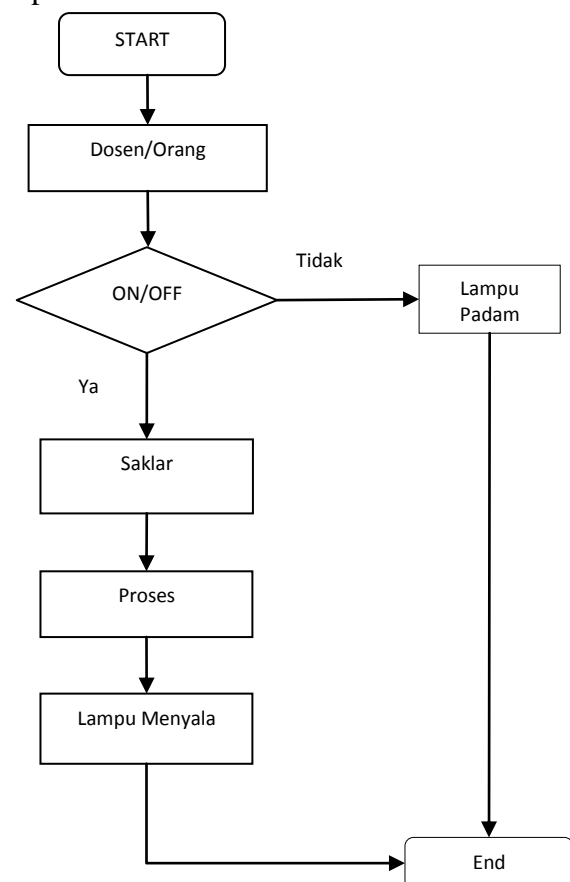 START
Dosen/Orang
Tidak
ON/OFF
Lampu
Padam
Ya
Saklar
Proses
Lampu Menyala
End